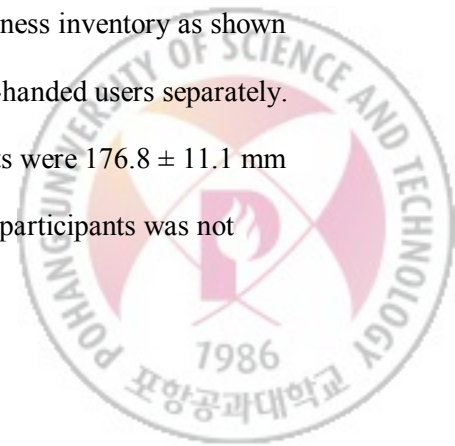 ness inventory as shown
-handed users separately.
ts were 176.8 ± 11.1 mm
participants was not
POHANG UNIVERSITY OF SCIENCE AND TECHNOLOGY
1986
포항공과대학교